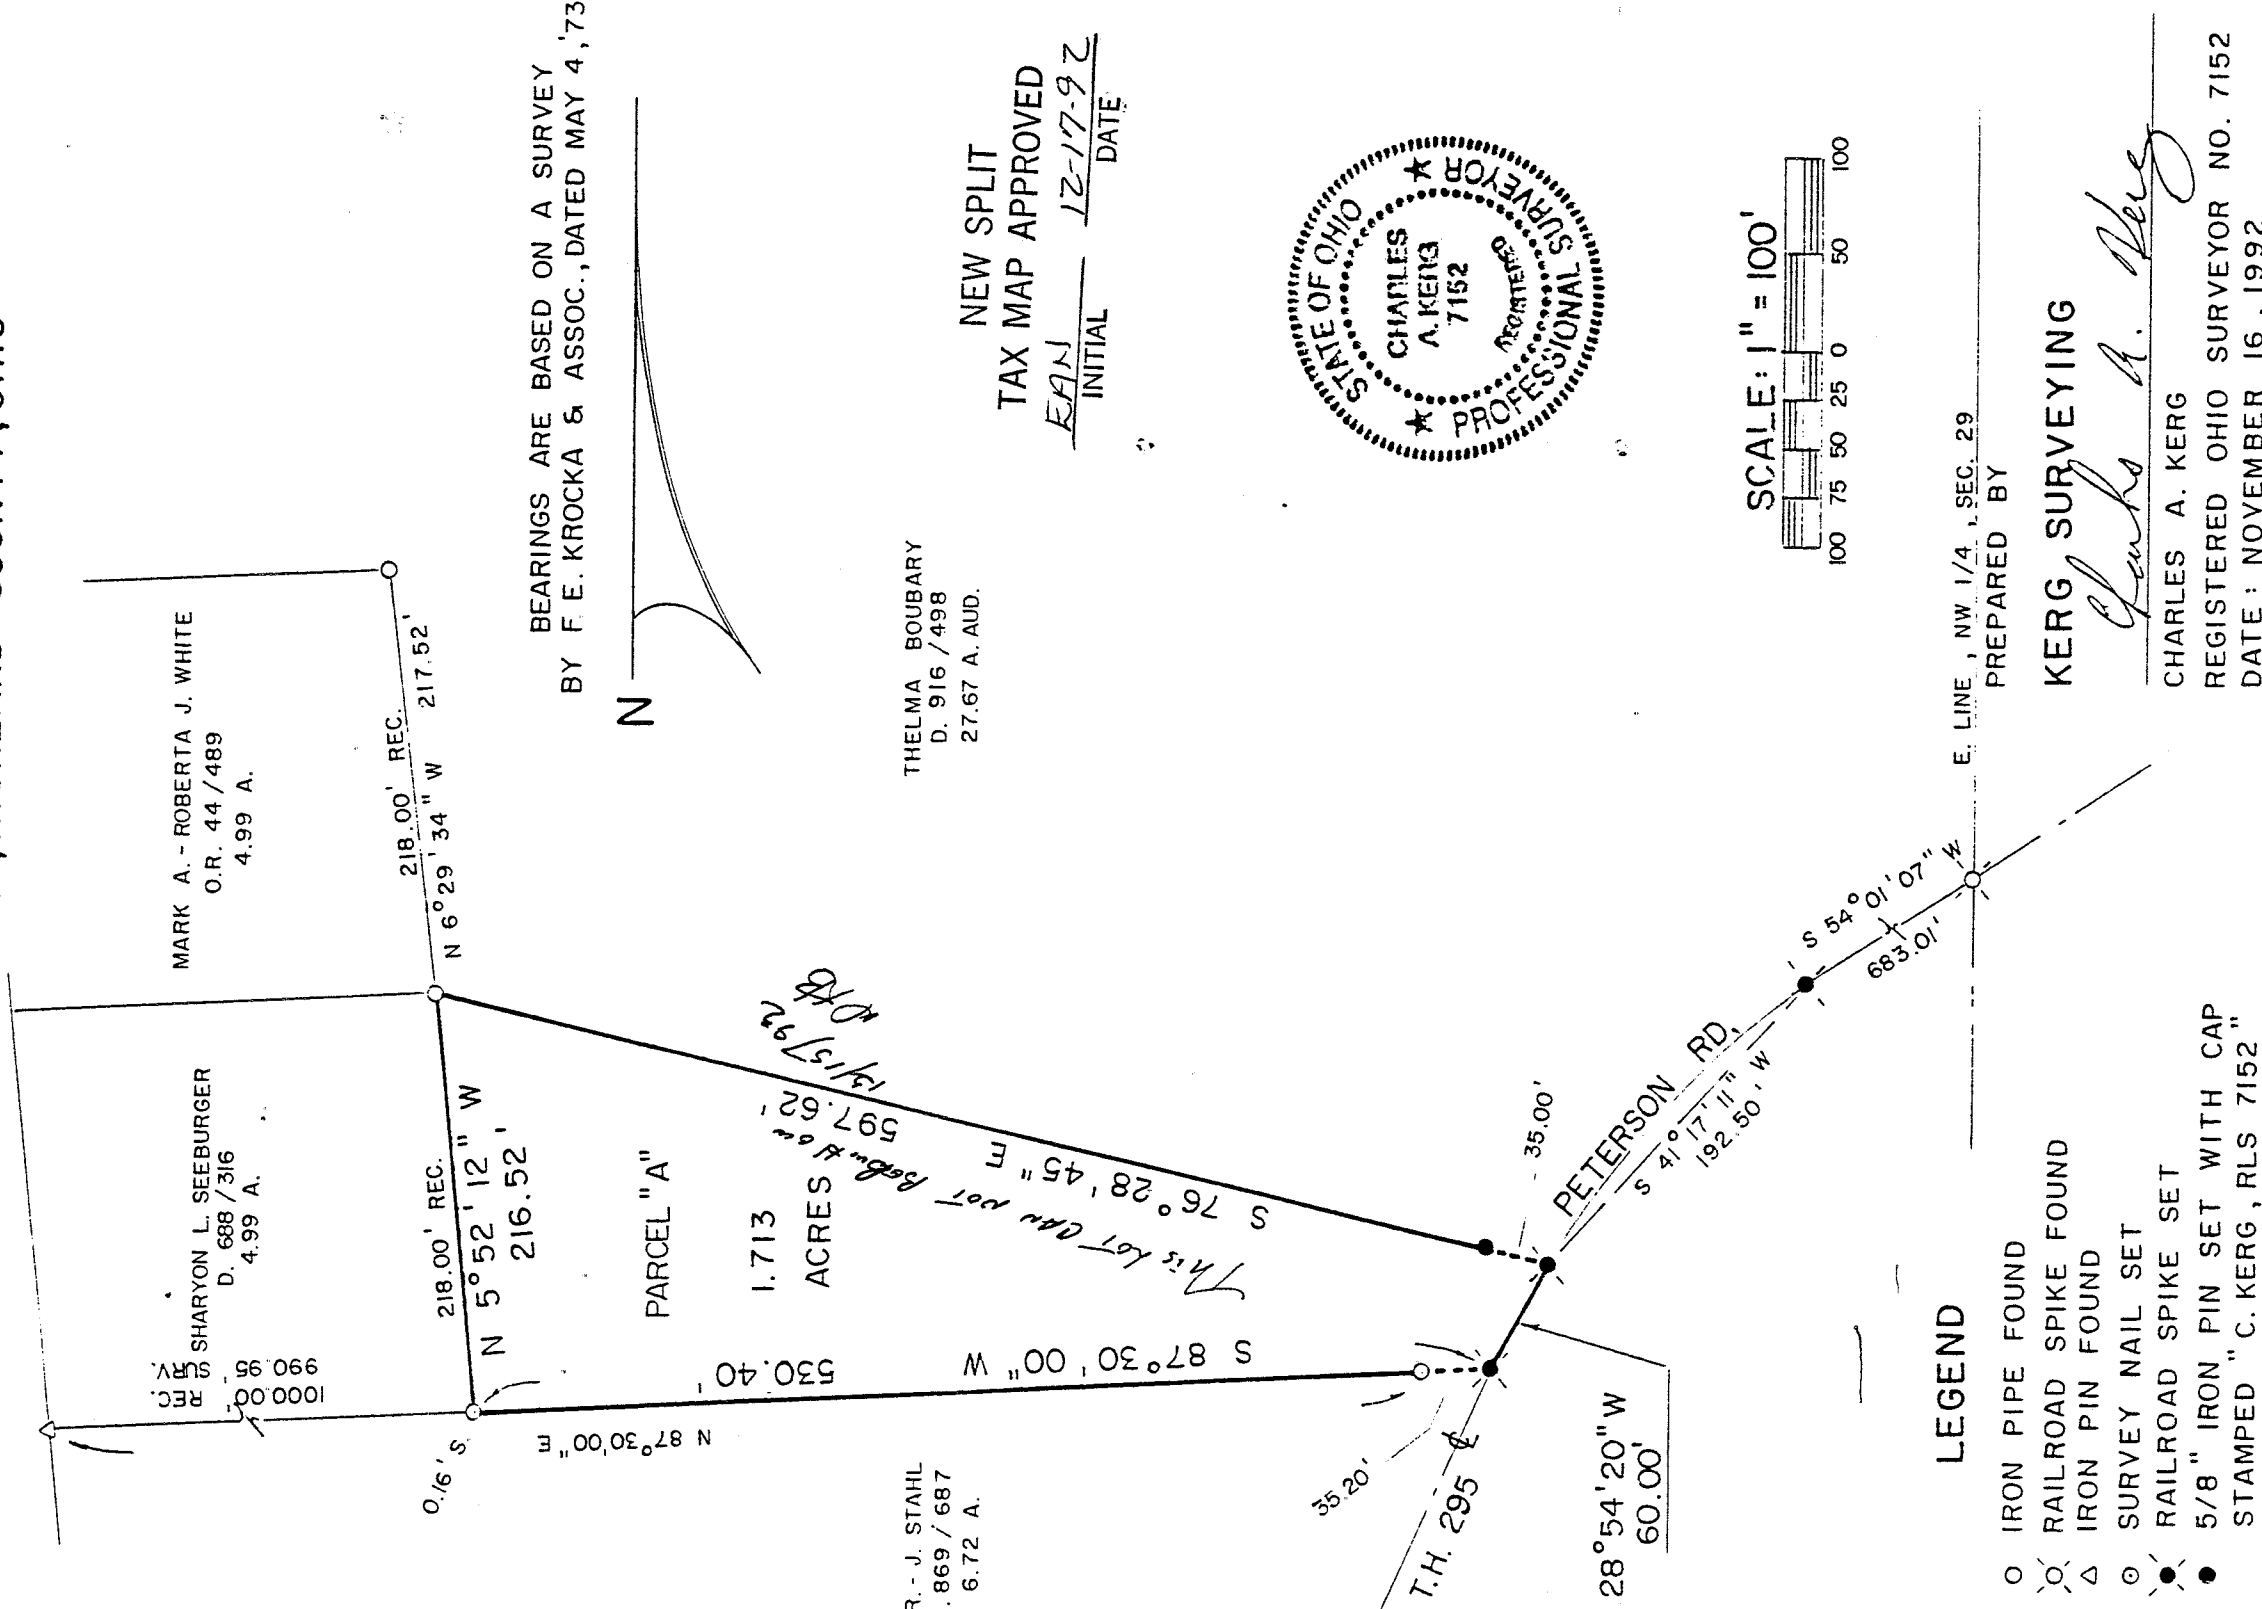 SHARYON L. SEEBURGER
D. 688 / 316
4.99 A.
MARK A. - ROBERTA J. WHITE
O.R. 44 / 489
4.99 A.
REC. 1000.00'
SURV. 990.95'
218.00' REC.
N 5° 52' 12" W
216.52'
218.00' REC.
N 6° 29' 34" W 217.52'
0.16' S
N 87° 30' 00" E
S 87° 30' 00" W
530.40'
PARCEL "A"
1.713
ACRES
S 76° 28' 45" E
597.62'
This Lot can not
12/15/92
R.- J. STAHL
869 / 687
6.72 A.
BEARINGS ARE BASED ON A SURVEY
BY F. E. KROCKA & ASSOC., DATED MAY 4, '73
N
THELMA BOUBARY
D. 916 / 498
27.67 A. AUD.
NEW SPLIT
TAX MAP APPROVED
EAN 12-17-92
INITIAL DATE
STATE OF OHIO
CHARLES
A. KERG
7152
REGISTERED
PROFESSIONAL SURVEYOR
35.20'
35.00'
T.H. 295 ℄
PETERSON RD.
28° 54' 20" W
60.00'
S 41° 17' 11" W
192.50'
S 54° 01' 07" W
683.01'
E. LINE, NW 1/4, SEC. 29
SCALE: 1" = 100'
100 75 50 25 0 50 100
LEGEND
IRON PIPE FOUND
RAILROAD SPIKE FOUND
IRON PIN FOUND
SURVEY NAIL SET
RAILROAD SPIKE SET
5/8" IRON PIN SET WITH CAP
STAMPED "C. KERG, RLS 7152"
PREPARED BY
KERG SURVEYING
Charles A. Kerg
CHARLES A. KERG
REGISTERED OHIO SURVEYOR NO. 7152
DATE: NOVEMBER 16, 1992